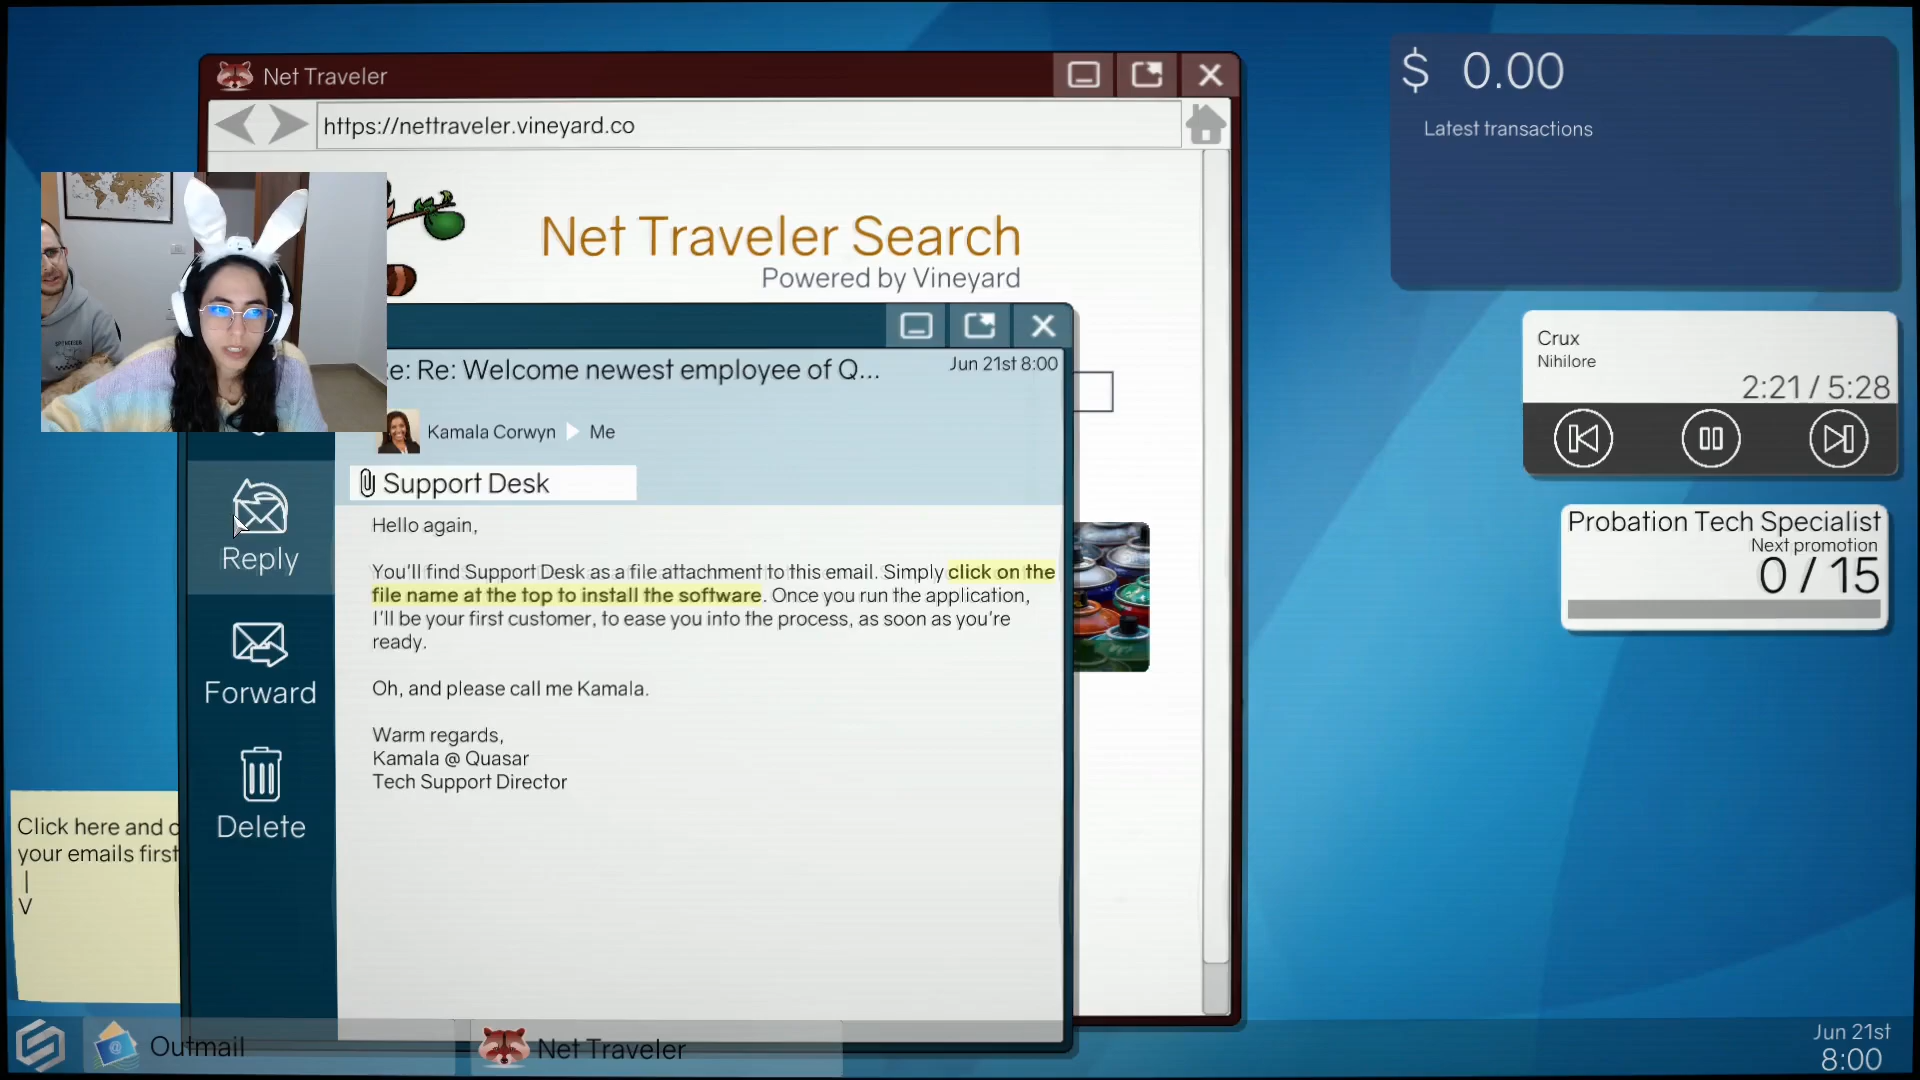 Net Traveler
https://nettraveler.vineyard.co
Net Traveler Search
Powered by Vineyard
e: Re: Welcome newest employee of Q...
Jun 21st 8:00
Kamala Corwyn
Me
Support Desk
Hello again,
You'll find Support Desk as a file attachment to this email. Simply click on the
file name at the top to install the software. Once you run the application,
I'll be your first customer, to ease you into the process, as soon as you're
ready.
Oh, and please call me Kamala.
Warm regards,
Kamala @ Quasar
Tech Support Director
Reply
Forward
Delete
Click here and
your emails first
|
V
Outmail
Net Traveler
$ 0.00
Latest transactions
Crux
Nihilore
2:21 / 5:28
Probation Tech Specialist
Next promotion
0 / 15
Jun 21st
8:00